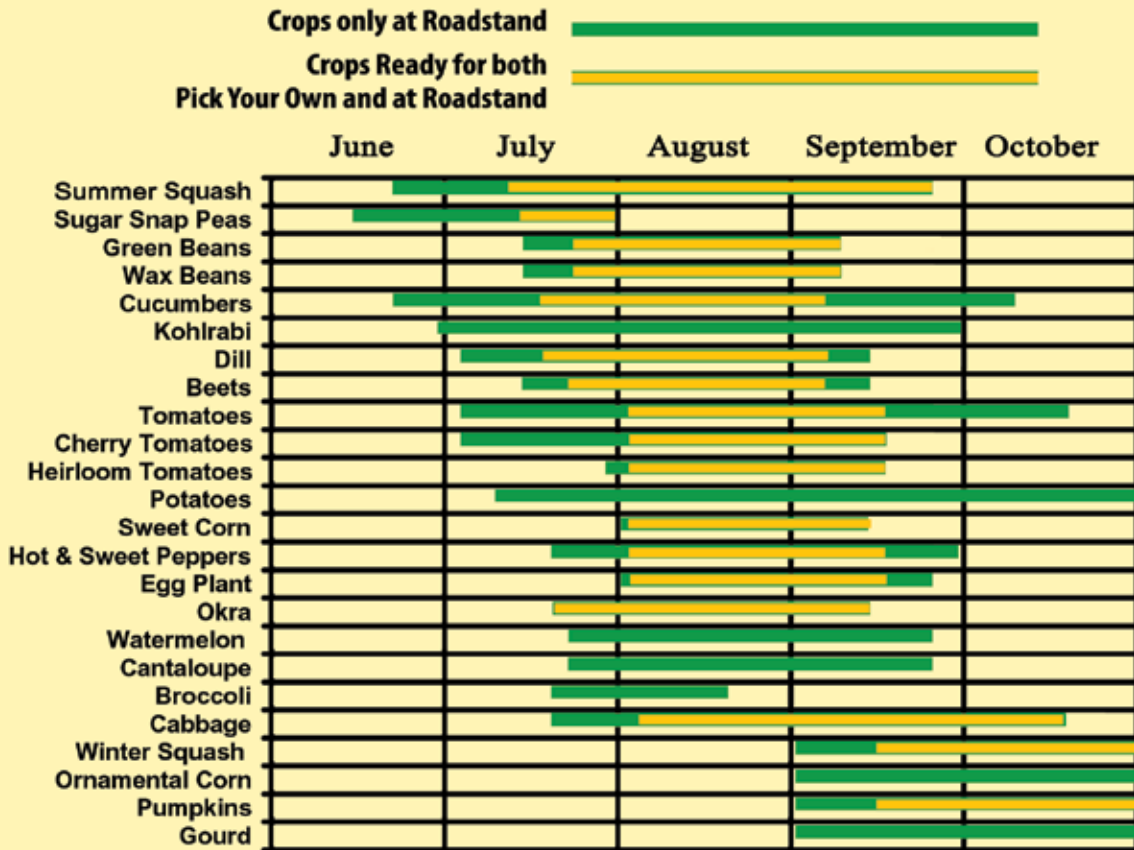 Crops only at Roadstand
Crops Ready for both
Pick Your Own and at Roadstand
June July August September October
Summer Squash
Sugar Snap Peas
Green Beans
Wax Beans
Cucumbers
Kohlrabi
Dill
Beets
Tomatoes
Cherry Tomatoes
Heirloom Tomatoes
Potatoes
Sweet Corn
Hot & Sweet Peppers
Egg Plant
Okra
Watermelon
Cantaloupe
Broccoli
Cabbage
Winter Squash
Ornamental Corn
Pumpkins
Gourd